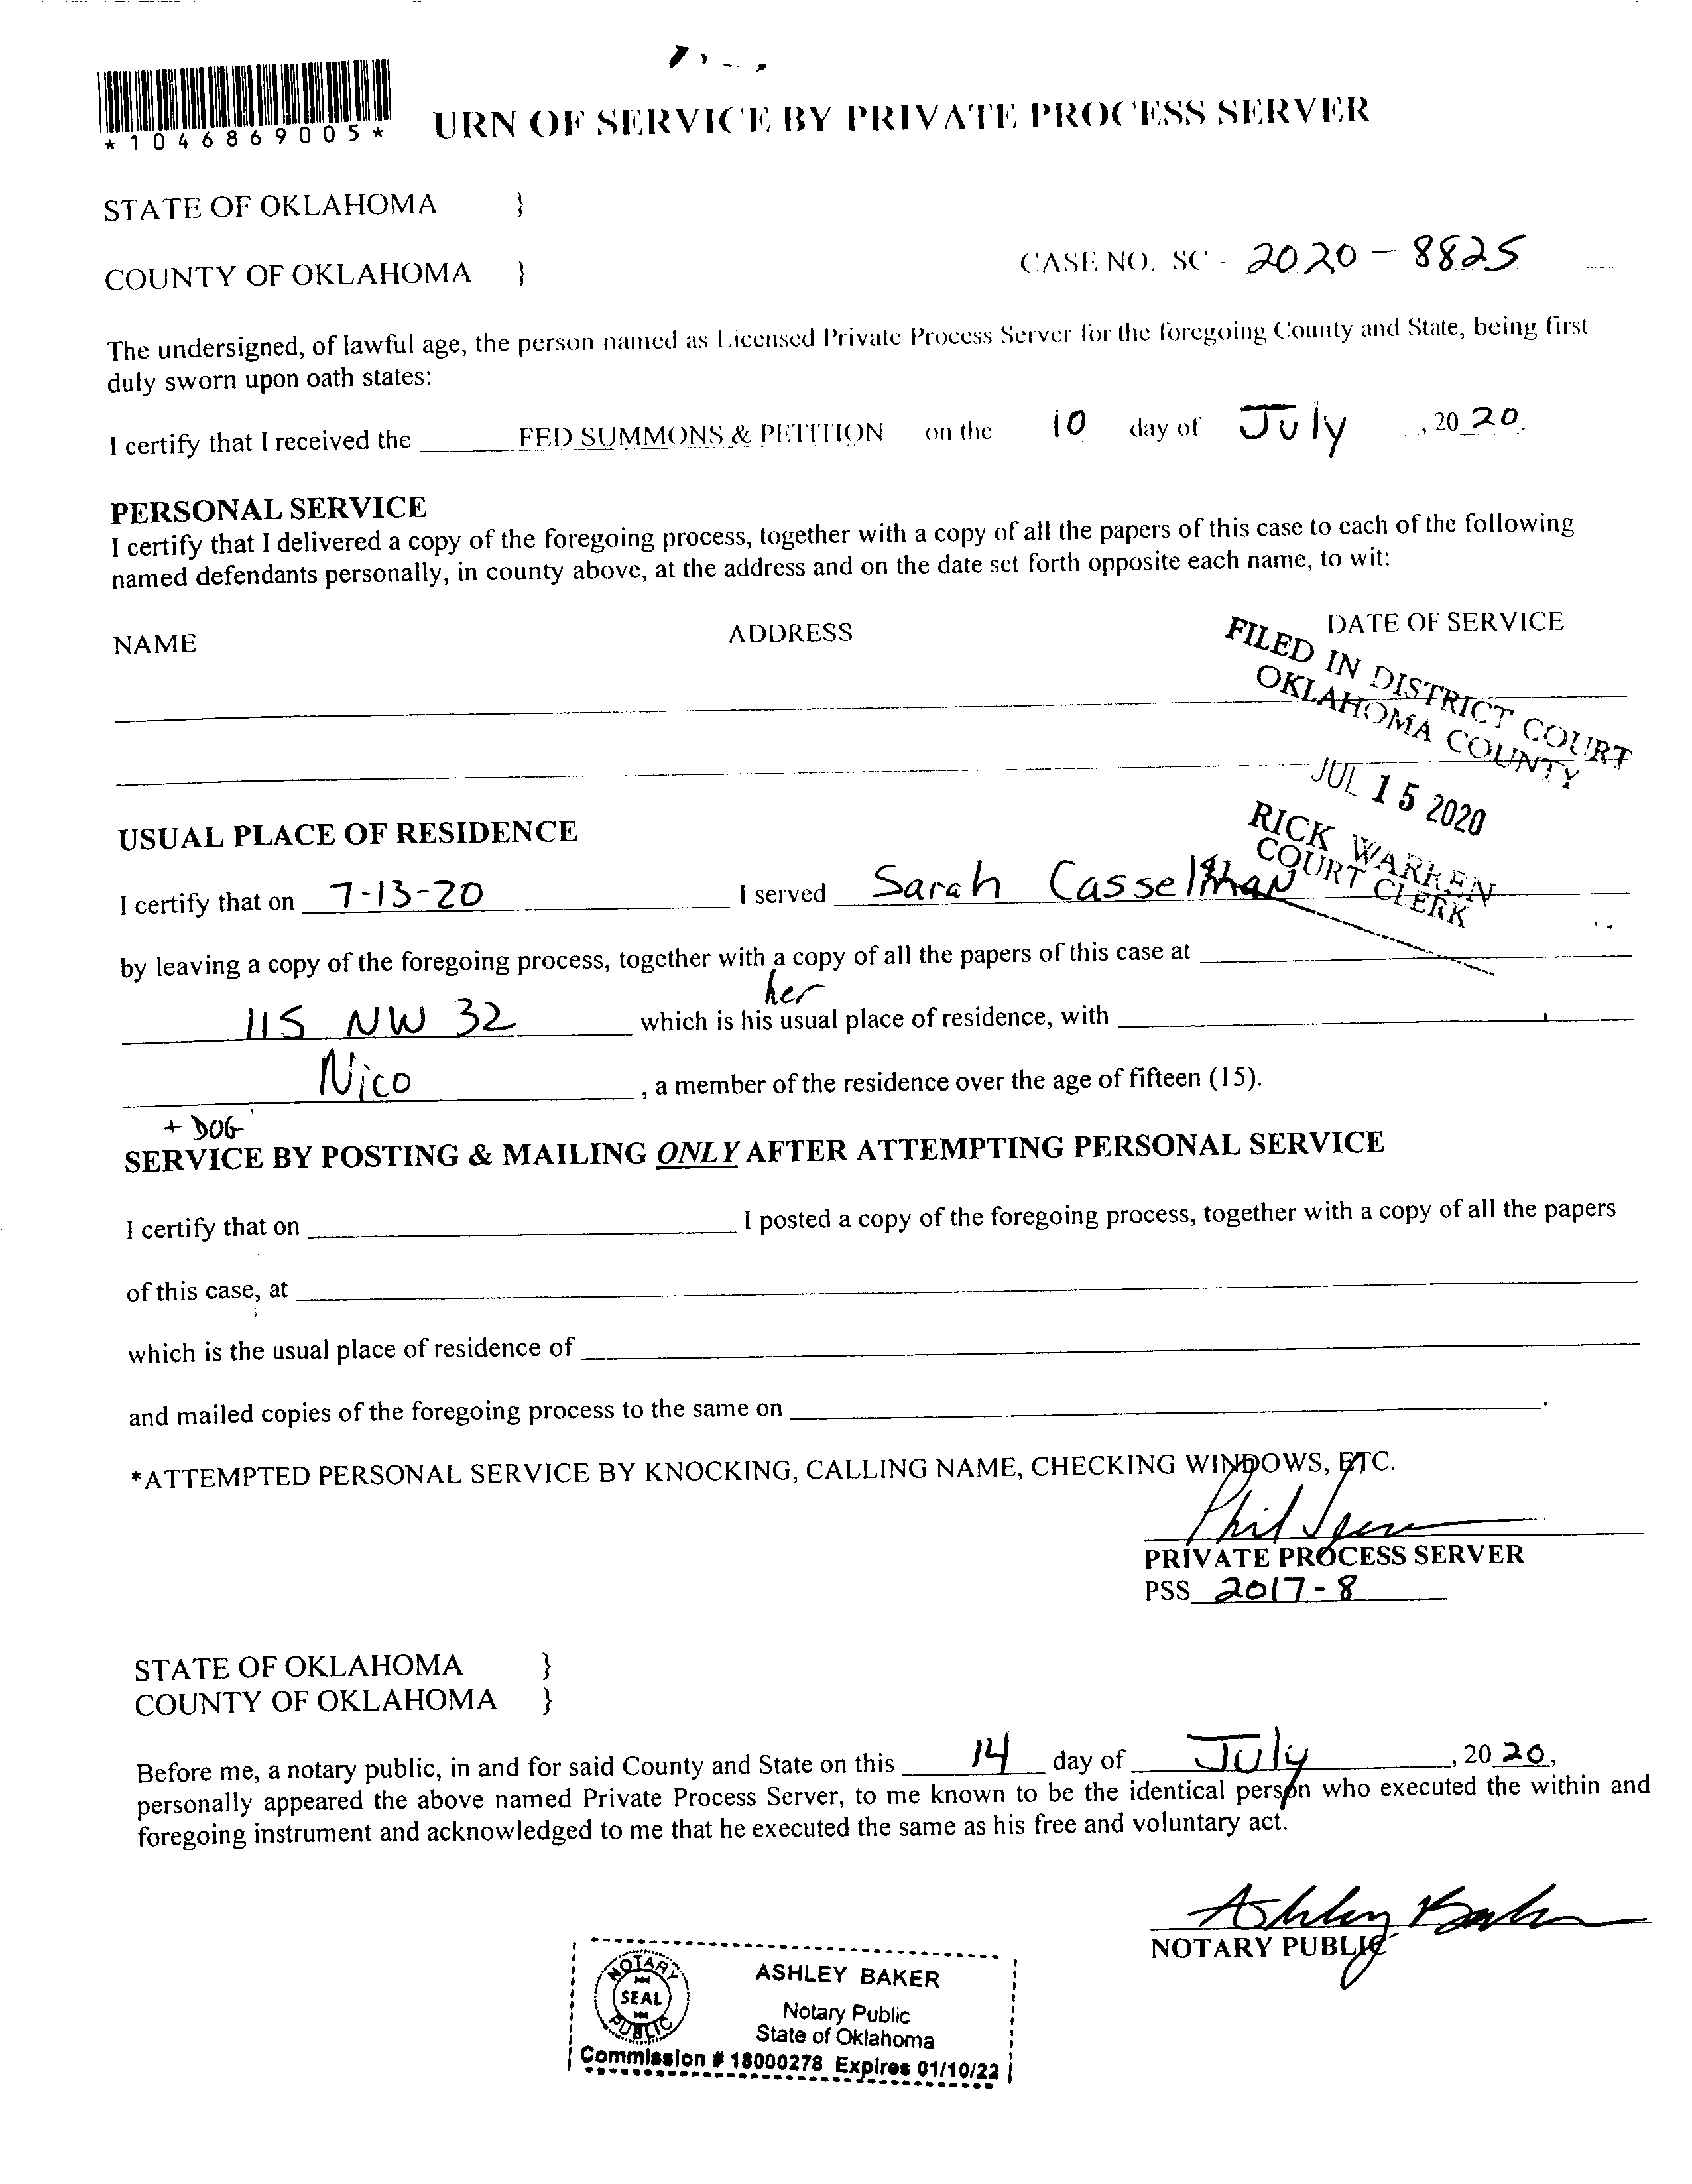 *1046869005*
URN OF SERVICE BY PRIVATE PROCESS SERVER
STATE OF OKLAHOMA }
COUNTY OF OKLAHOMA }
CASE NO. SC - 2020 - 8825
The undersigned, of lawful age, the person named as Licensed Private Process Server for the foregoing County and State, being first
duly sworn upon oath states:
I certify that I received the FED SUMMONS & PETITION on the 10 day of July , 20 20.
PERSONAL SERVICE
I certify that I delivered a copy of the foregoing process, together with a copy of all the papers of this case to each of the following
named defendants personally, in county above, at the address and on the date set forth opposite each name, to wit:
NAME ADDRESS DATE OF SERVICE
FILED IN DISTRICT COURT
OKLAHOMA COUNTY
JUL 15 2020
RICK WARREN
COURT CLERK
USUAL PLACE OF RESIDENCE
I certify that on 7-13-20 I served Sarah Casselman
by leaving a copy of the foregoing process, together with a copy of all the papers of this case at
her
115 NW 32 which is his usual place of residence, with
Nico , a member of the residence over the age of fifteen (15).
+ DOG
SERVICE BY POSTING & MAILING ONLY AFTER ATTEMPTING PERSONAL SERVICE
I certify that on I posted a copy of the foregoing process, together with a copy of all the papers
of this case, at
which is the usual place of residence of
and mailed copies of the foregoing process to the same on .
*ATTEMPTED PERSONAL SERVICE BY KNOCKING, CALLING NAME, CHECKING WINDOWS, ETC.
Phil
PRIVATE PROCESS SERVER
PSS 2017-8
STATE OF OKLAHOMA }
COUNTY OF OKLAHOMA }
Before me, a notary public, in and for said County and State on this 14 day of July , 20 20,
personally appeared the above named Private Process Server, to me known to be the identical person who executed the within and
foregoing instrument and acknowledged to me that he executed the same as his free and voluntary act.
Ashley Baker
NOTARY PUBLIC
NOTARY PUBLIC
SEAL
ASHLEY BAKER
Notary Public
State of Oklahoma
Commission # 18000278 Expires 01/10/22